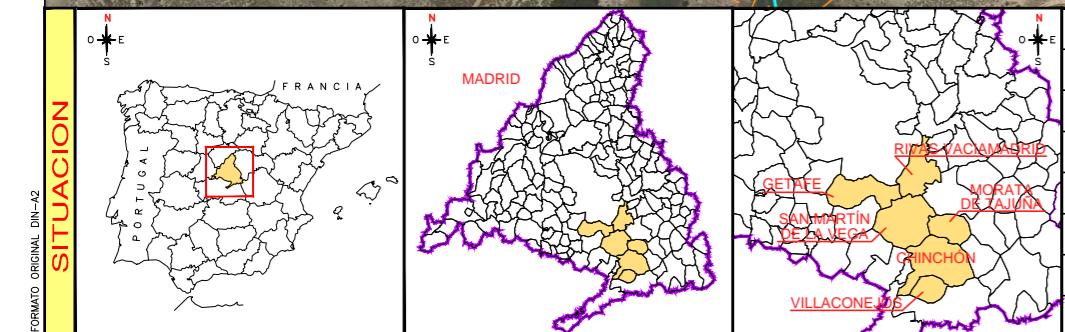 FORMATO ORIGINAL DIN-A2
SITUACION
N
O E
S
FRANCIA
PORTUGAL
N
O E
S
MADRID
N
O E
S
RIVAS VACIAMADRID
GETAFE
MORATA
DE TAJUÑA
SAN MARTÍN
DE LA VEGA
CHINCHÓN
VILLACONEJOS